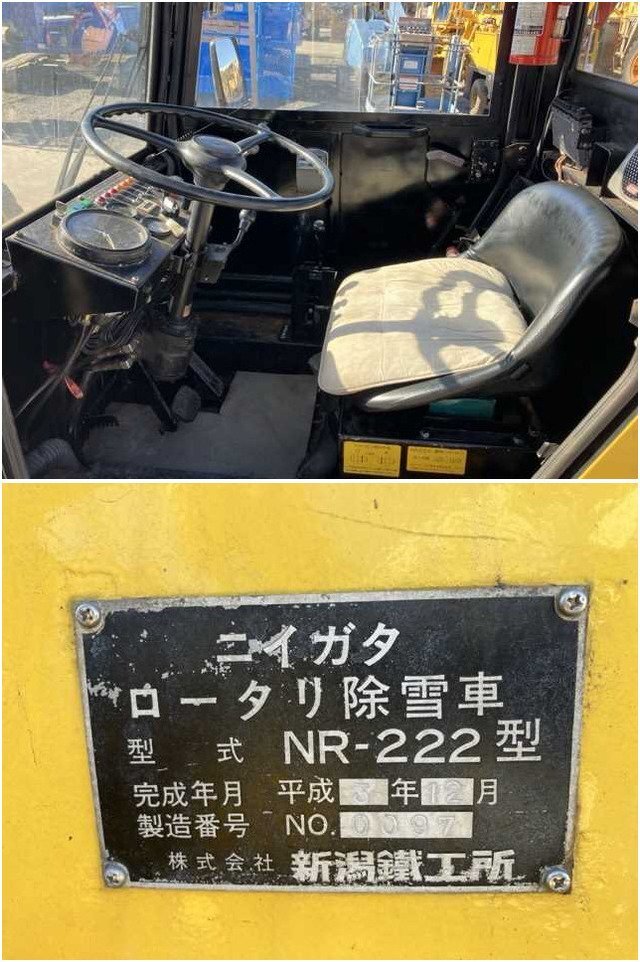 ニイガタ
ロータリ除雪車
型 式 NR-222型
完成年月 平成 3 年 12 月
製造番号 NO. 0097
株式会社 新潟鐵工所